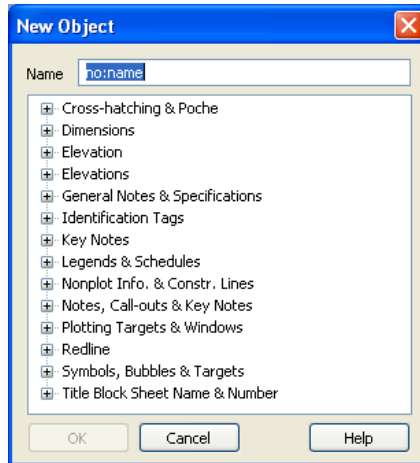 New Object
Name no:name
Cross-hatching & Poche
Dimensions
Elevation
Elevations
General Notes & Specifications
Identification Tags
Key Notes
Legends & Schedules
Nonplot Info. & Constr. Lines
Notes, Call-outs & Key Notes
Plotting Targets & Windows
Redline
Symbols, Bubbles & Targets
Title Block Sheet Name & Number
OK Cancel Help